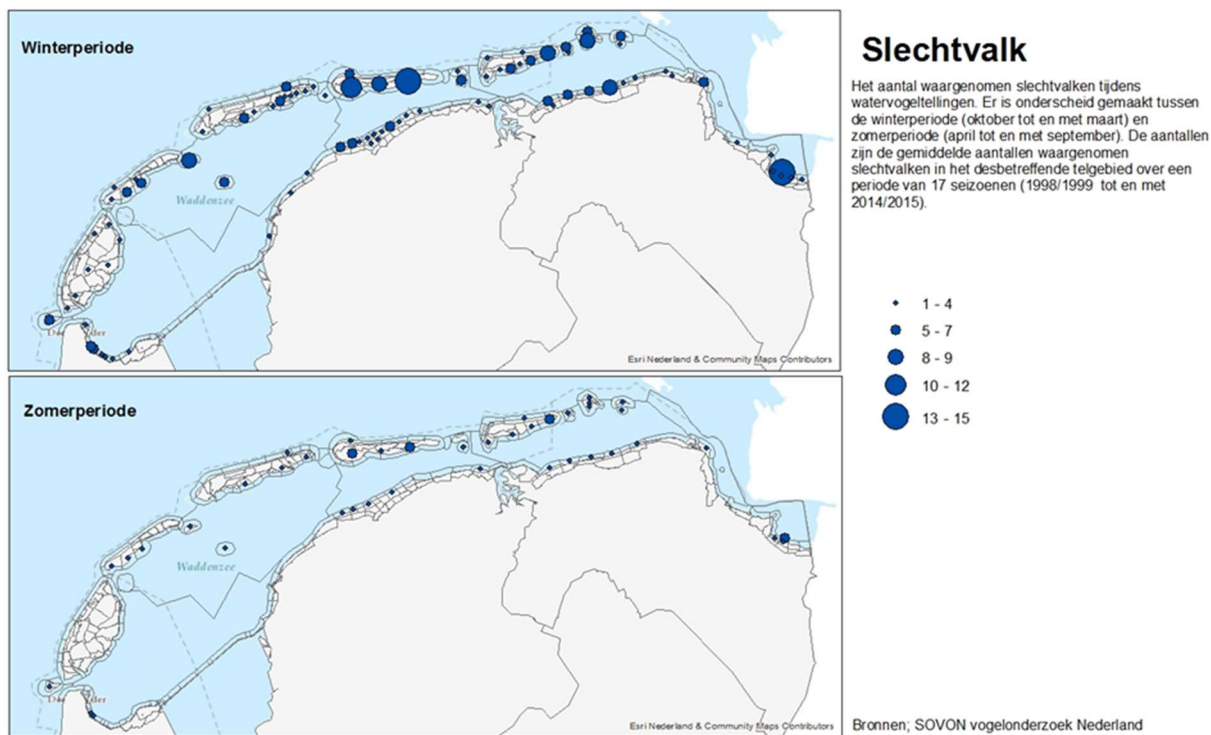 Winterperiode
Waddenzee
Esri Nederland & Community Maps Contributors
Zomerperiode
Waddenzee
Esri Nederland & Community Maps Contributors
Slechtvalk
Het aantal waargenomen slechtvalken tijdens
watervogeltellingen. Er is onderscheid gemaakt tussen
de winterperiode (oktober tot en met maart) en
zomerperiode (april tot en met september). De aantallen
zijn de gemiddelde aantallen waargenomen
slechtvalken in het desbetreffende telgebied over een
periode van 17 seizoenen (1998/1999 tot en met
2014/2015).
1 - 4
5 - 7
8 - 9
10 - 12
13 - 15
Bronnen; SOVON vogelonderzoek Nederland